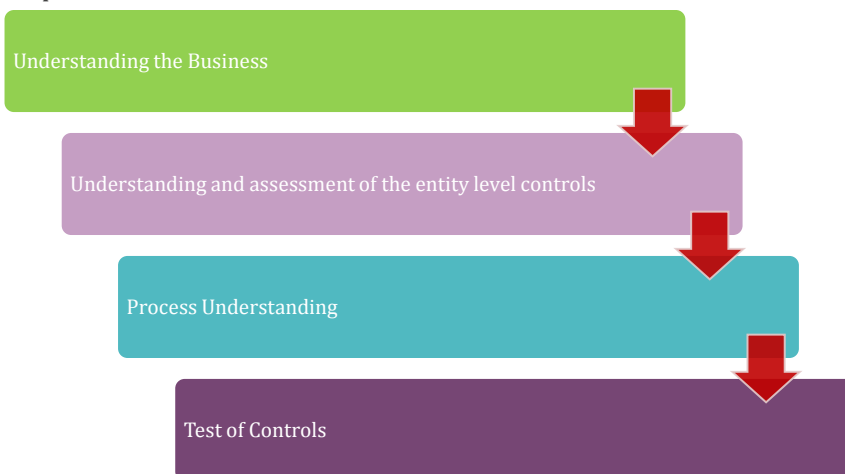 Understanding the Business
Understanding and assessment of the entity level controls
Process Understanding
Test of Controls